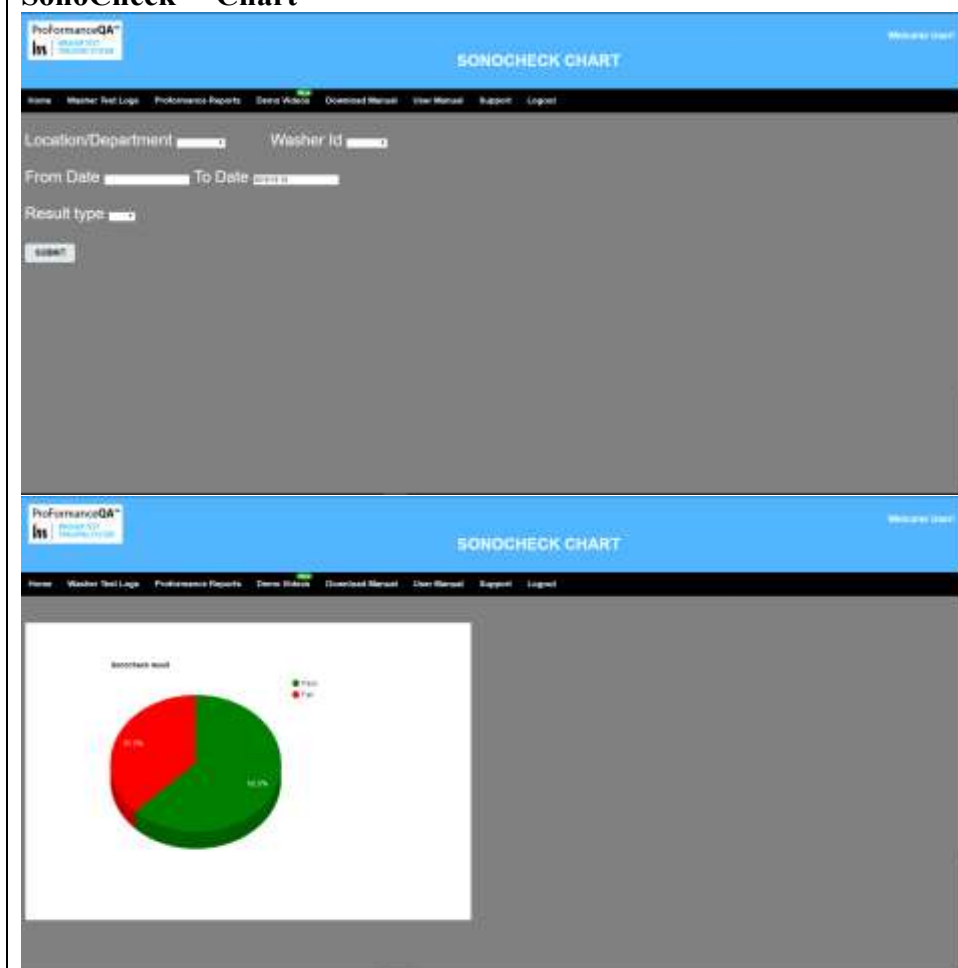 SonoCheck™ Chart
ProFormanceQA™
SONOCHECK CHART
Welcome User!
Home Washer Test Logs Proformance Reports Demo Videos Download Manual User Manual Support Logout
Location/Department Washer Id
From Date To Date
Result type
SUBMIT
ProFormanceQA™
SONOCHECK CHART
Welcome User!
Home Washer Test Logs Proformance Reports Demo Videos Download Manual User Manual Support Logout
Sonocheck result
Pass
Fail